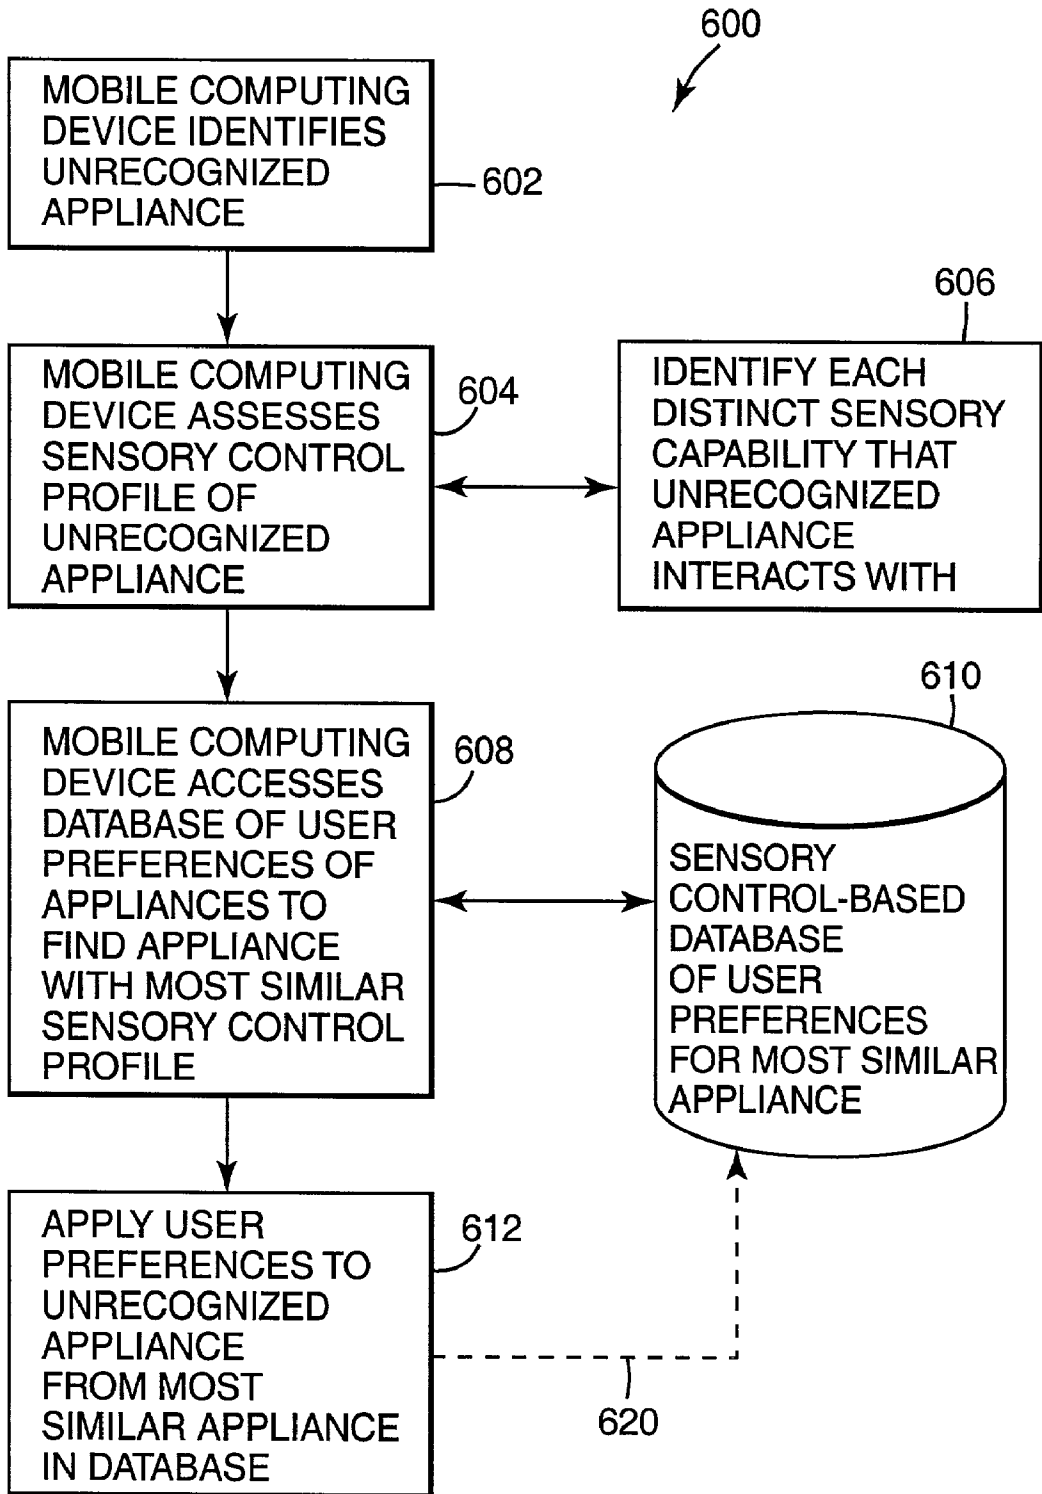 600
MOBILE COMPUTING
DEVICE IDENTIFIES
UNRECOGNIZED
APPLIANCE
602
MOBILE COMPUTING
DEVICE ASSESSES
SENSORY CONTROL
PROFILE OF
UNRECOGNIZED
APPLIANCE
604
606
IDENTIFY EACH
DISTINCT SENSORY
CAPABILITY THAT
UNRECOGNIZED
APPLIANCE
INTERACTS WITH
MOBILE COMPUTING
DEVICE ACCESSES
DATABASE OF USER
PREFERENCES OF
APPLIANCES TO
FIND APPLIANCE
WITH MOST SIMILAR
SENSORY CONTROL
PROFILE
608
610
SENSORY
CONTROL-BASED
DATABASE
OF USER
PREFERENCES
FOR MOST SIMILAR
APPLIANCE
APPLY USER
PREFERENCES TO
UNRECOGNIZED
APPLIANCE
FROM MOST
SIMILAR APPLIANCE
IN DATABASE
612
620